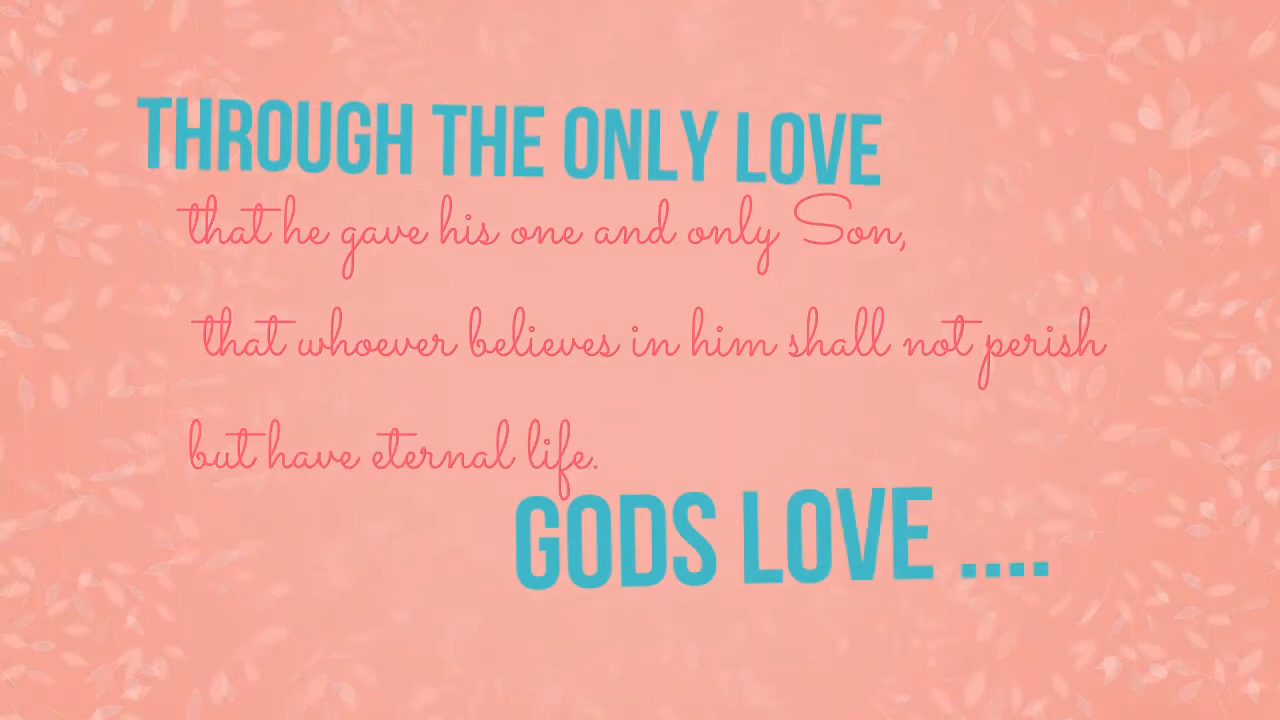 THROUGH THE ONLY LOVE
that he gave his one and only Son,
that whoever believes in him shall not perish
but have eternal life.
GODS LOVE ....